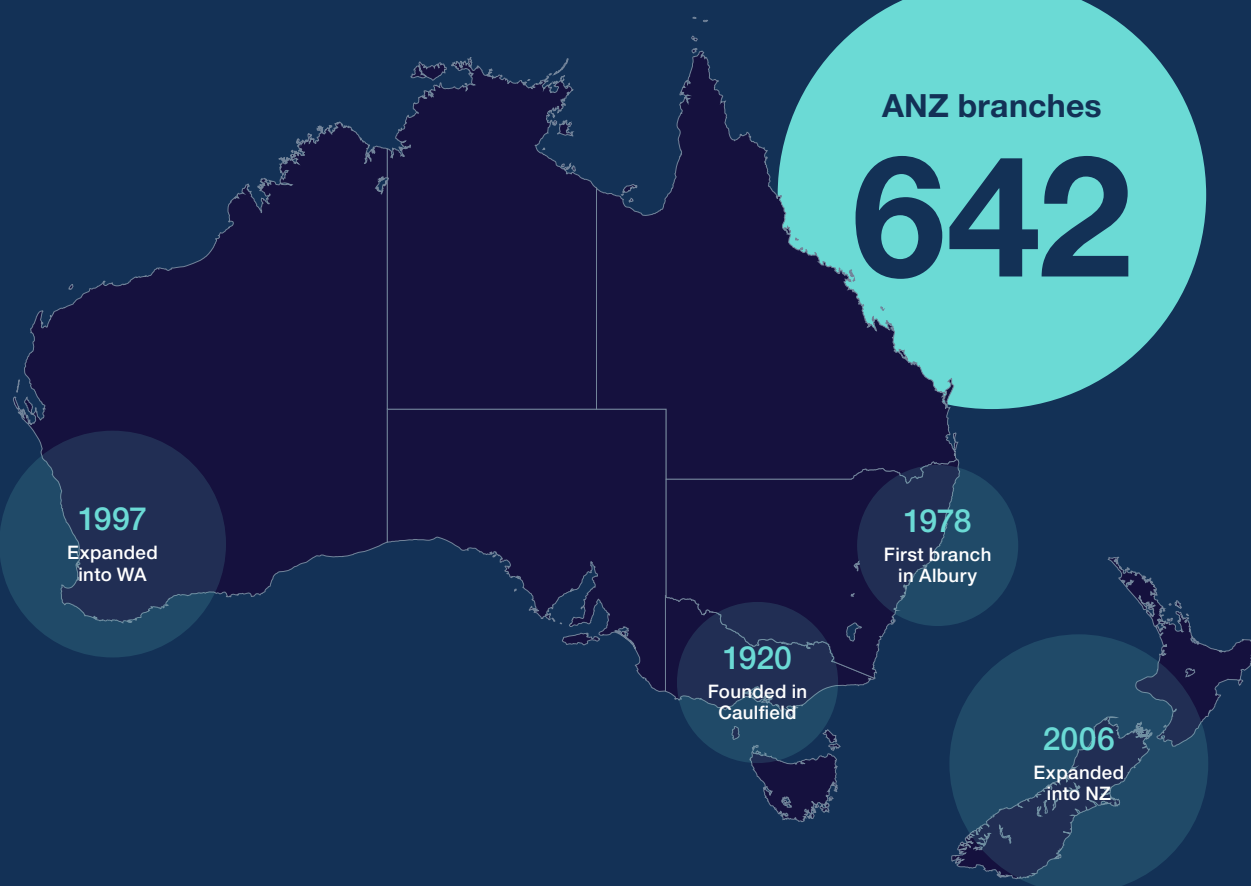 ANZ branches
642
1997
Expanded
into WA
1978
First branch
in Albury
1920
Founded in
Caulfield
2006
Expanded
into NZ